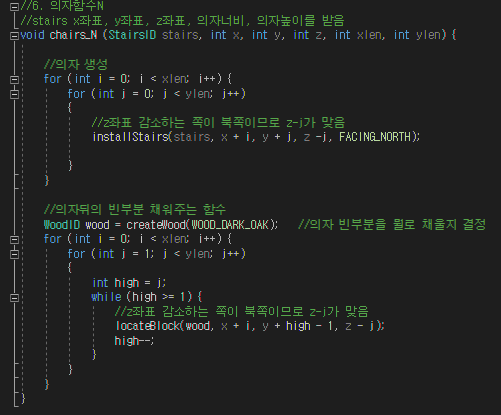 //6. 의자함수N
//stairs x좌표, y좌표, z좌표, 의자너비, 의자높이를 받음
void chairs_N (StairsID stairs, int x, int y, int z, int xlen, int ylen) {
//의자 생성
for (int i = 0; i < xlen; i++) {
for (int j = 0; j < ylen; j++)
{
//z좌표 감소하는 쪽이 북쪽이므로 z-j가 맞음
installStairs(stairs, x + i, y + j, z -j, FACING_NORTH);
}
}
//의자뒤의 빈부분 채워주는 함수
WoodID wood = createWood(WOOD_DARK_OAK);   //의자 빈부분을 뭘로 채울지 결정
for (int i = 0; i < xlen; i++) {
for (int j = 1; j < ylen; j++)
{
int high = j;
while (high >= 1) {
//z좌표 감소하는 쪽이 북쪽이므로 z-j가 맞음
locateBlock(wood, x + i, y + high - 1, z - j);
high--;
}
}
}
}